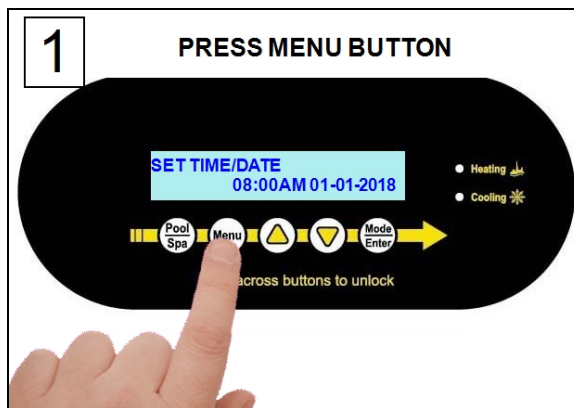 1
PRESS MENU BUTTON
SET TIME/DATE
08:00AM 01-01-2018
Heating
Cooling
Pool
Spa
Menu
Mode
Enter
across buttons to unlock